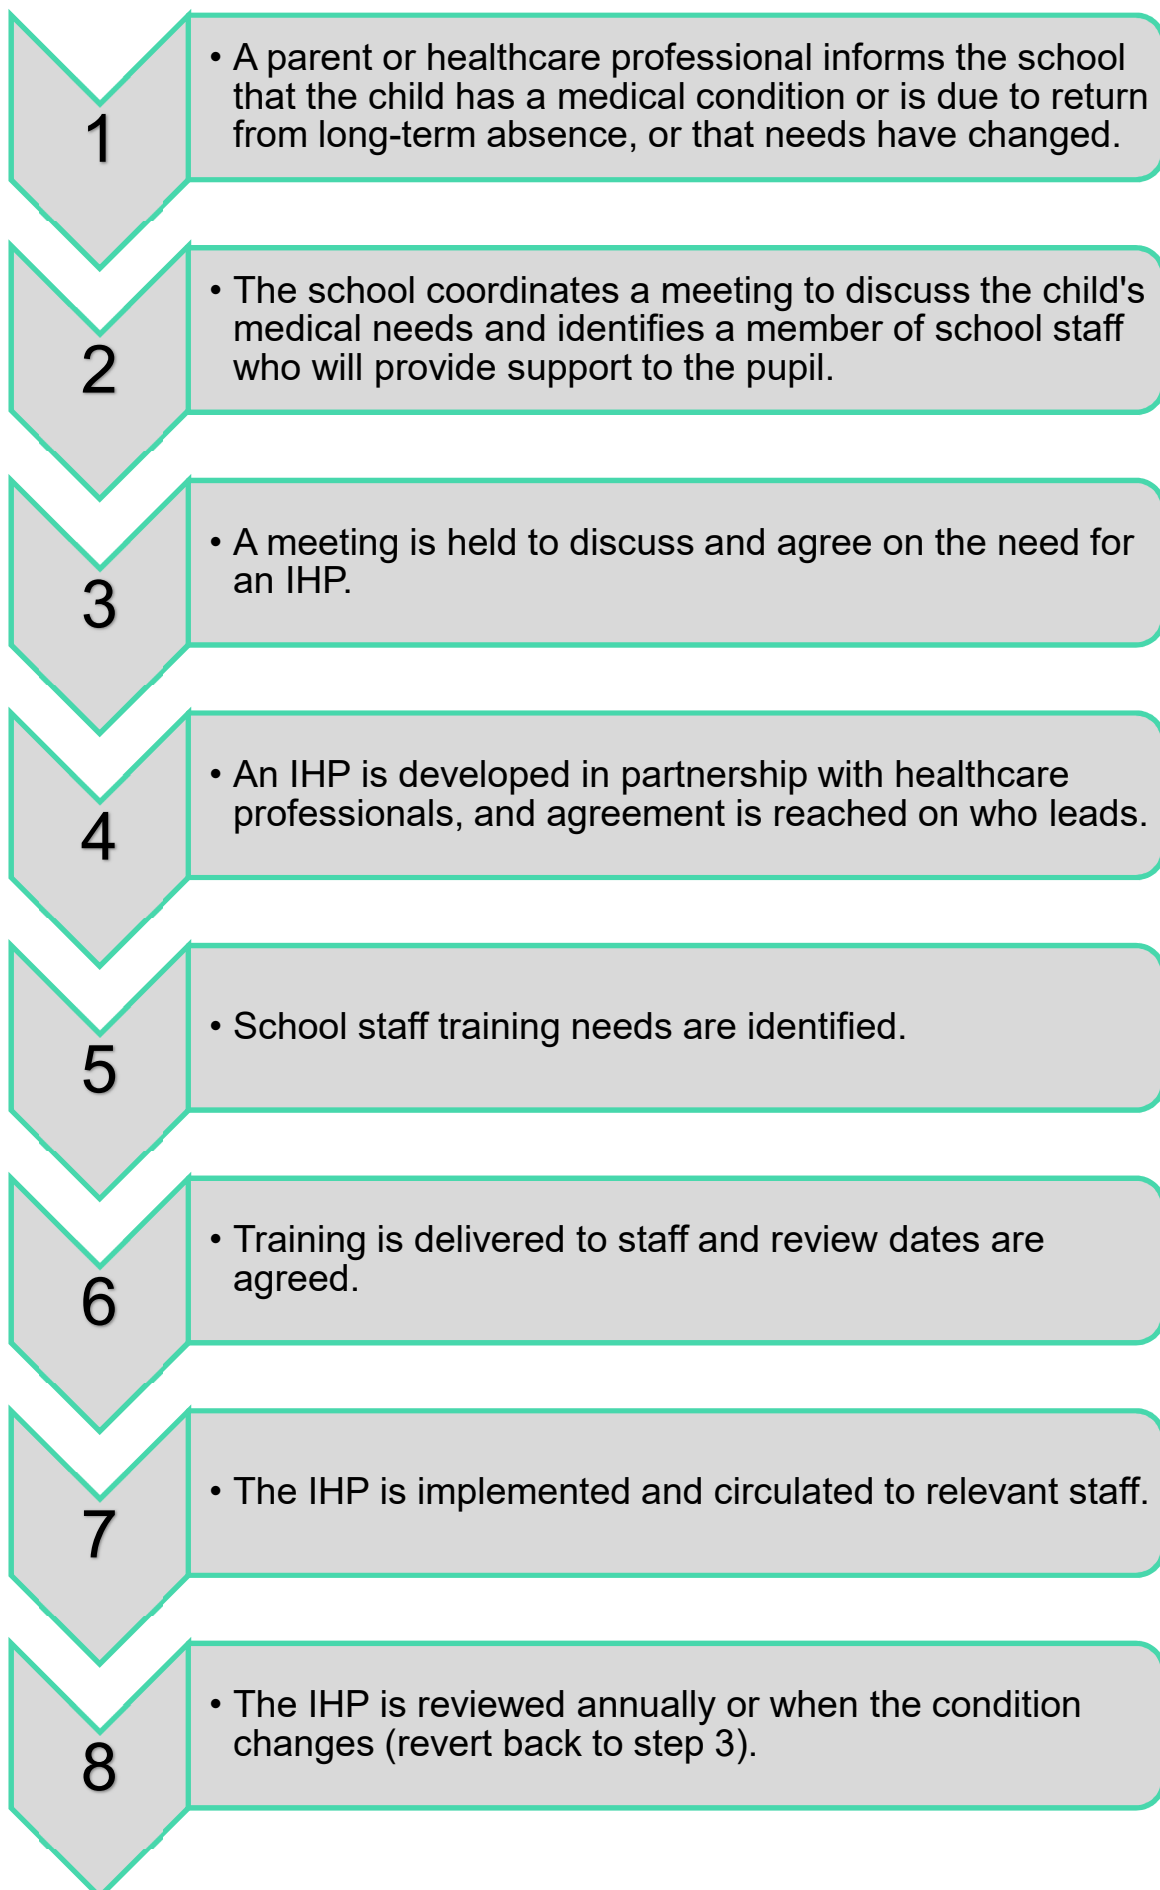 1
• A parent or healthcare professional informs the school
that the child has a medical condition or is due to return
from long-term absence, or that needs have changed.
2
• The school coordinates a meeting to discuss the child's
medical needs and identifies a member of school staff
who will provide support to the pupil.
3
• A meeting is held to discuss and agree on the need for
an IHP.
4
• An IHP is developed in partnership with healthcare
professionals, and agreement is reached on who leads.
5
• School staff training needs are identified.
6
• Training is delivered to staff and review dates are
agreed.
7
• The IHP is implemented and circulated to relevant staff.
8
• The IHP is reviewed annually or when the condition
changes (revert back to step 3).